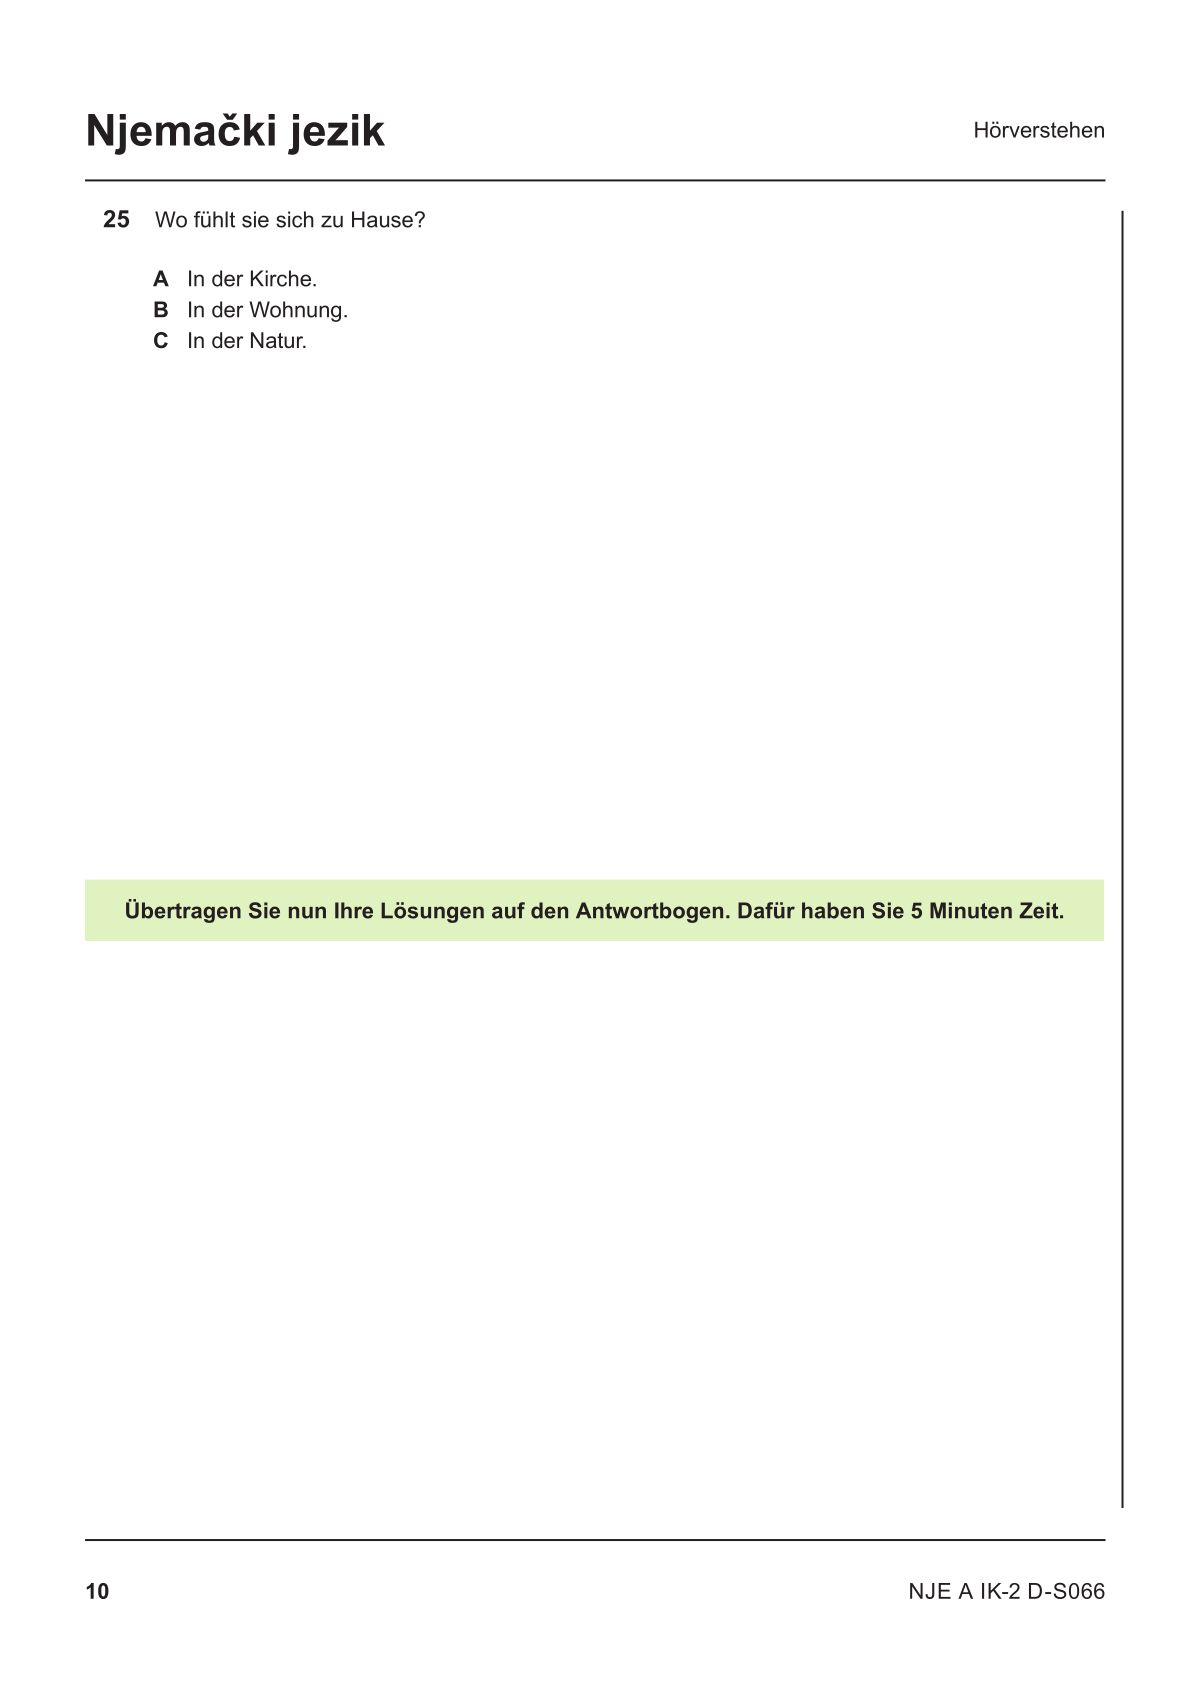 Njemački jezik
Hörverstehen
25 Wo fühlt sie sich zu Hause?
A In der Kirche.
B In der Wohnung.
C In der Natur.
Übertragen Sie nun Ihre Lösungen auf den Antwortbogen. Dafür haben Sie 5 Minuten Zeit.
10
NJE A IK-2 D-S066